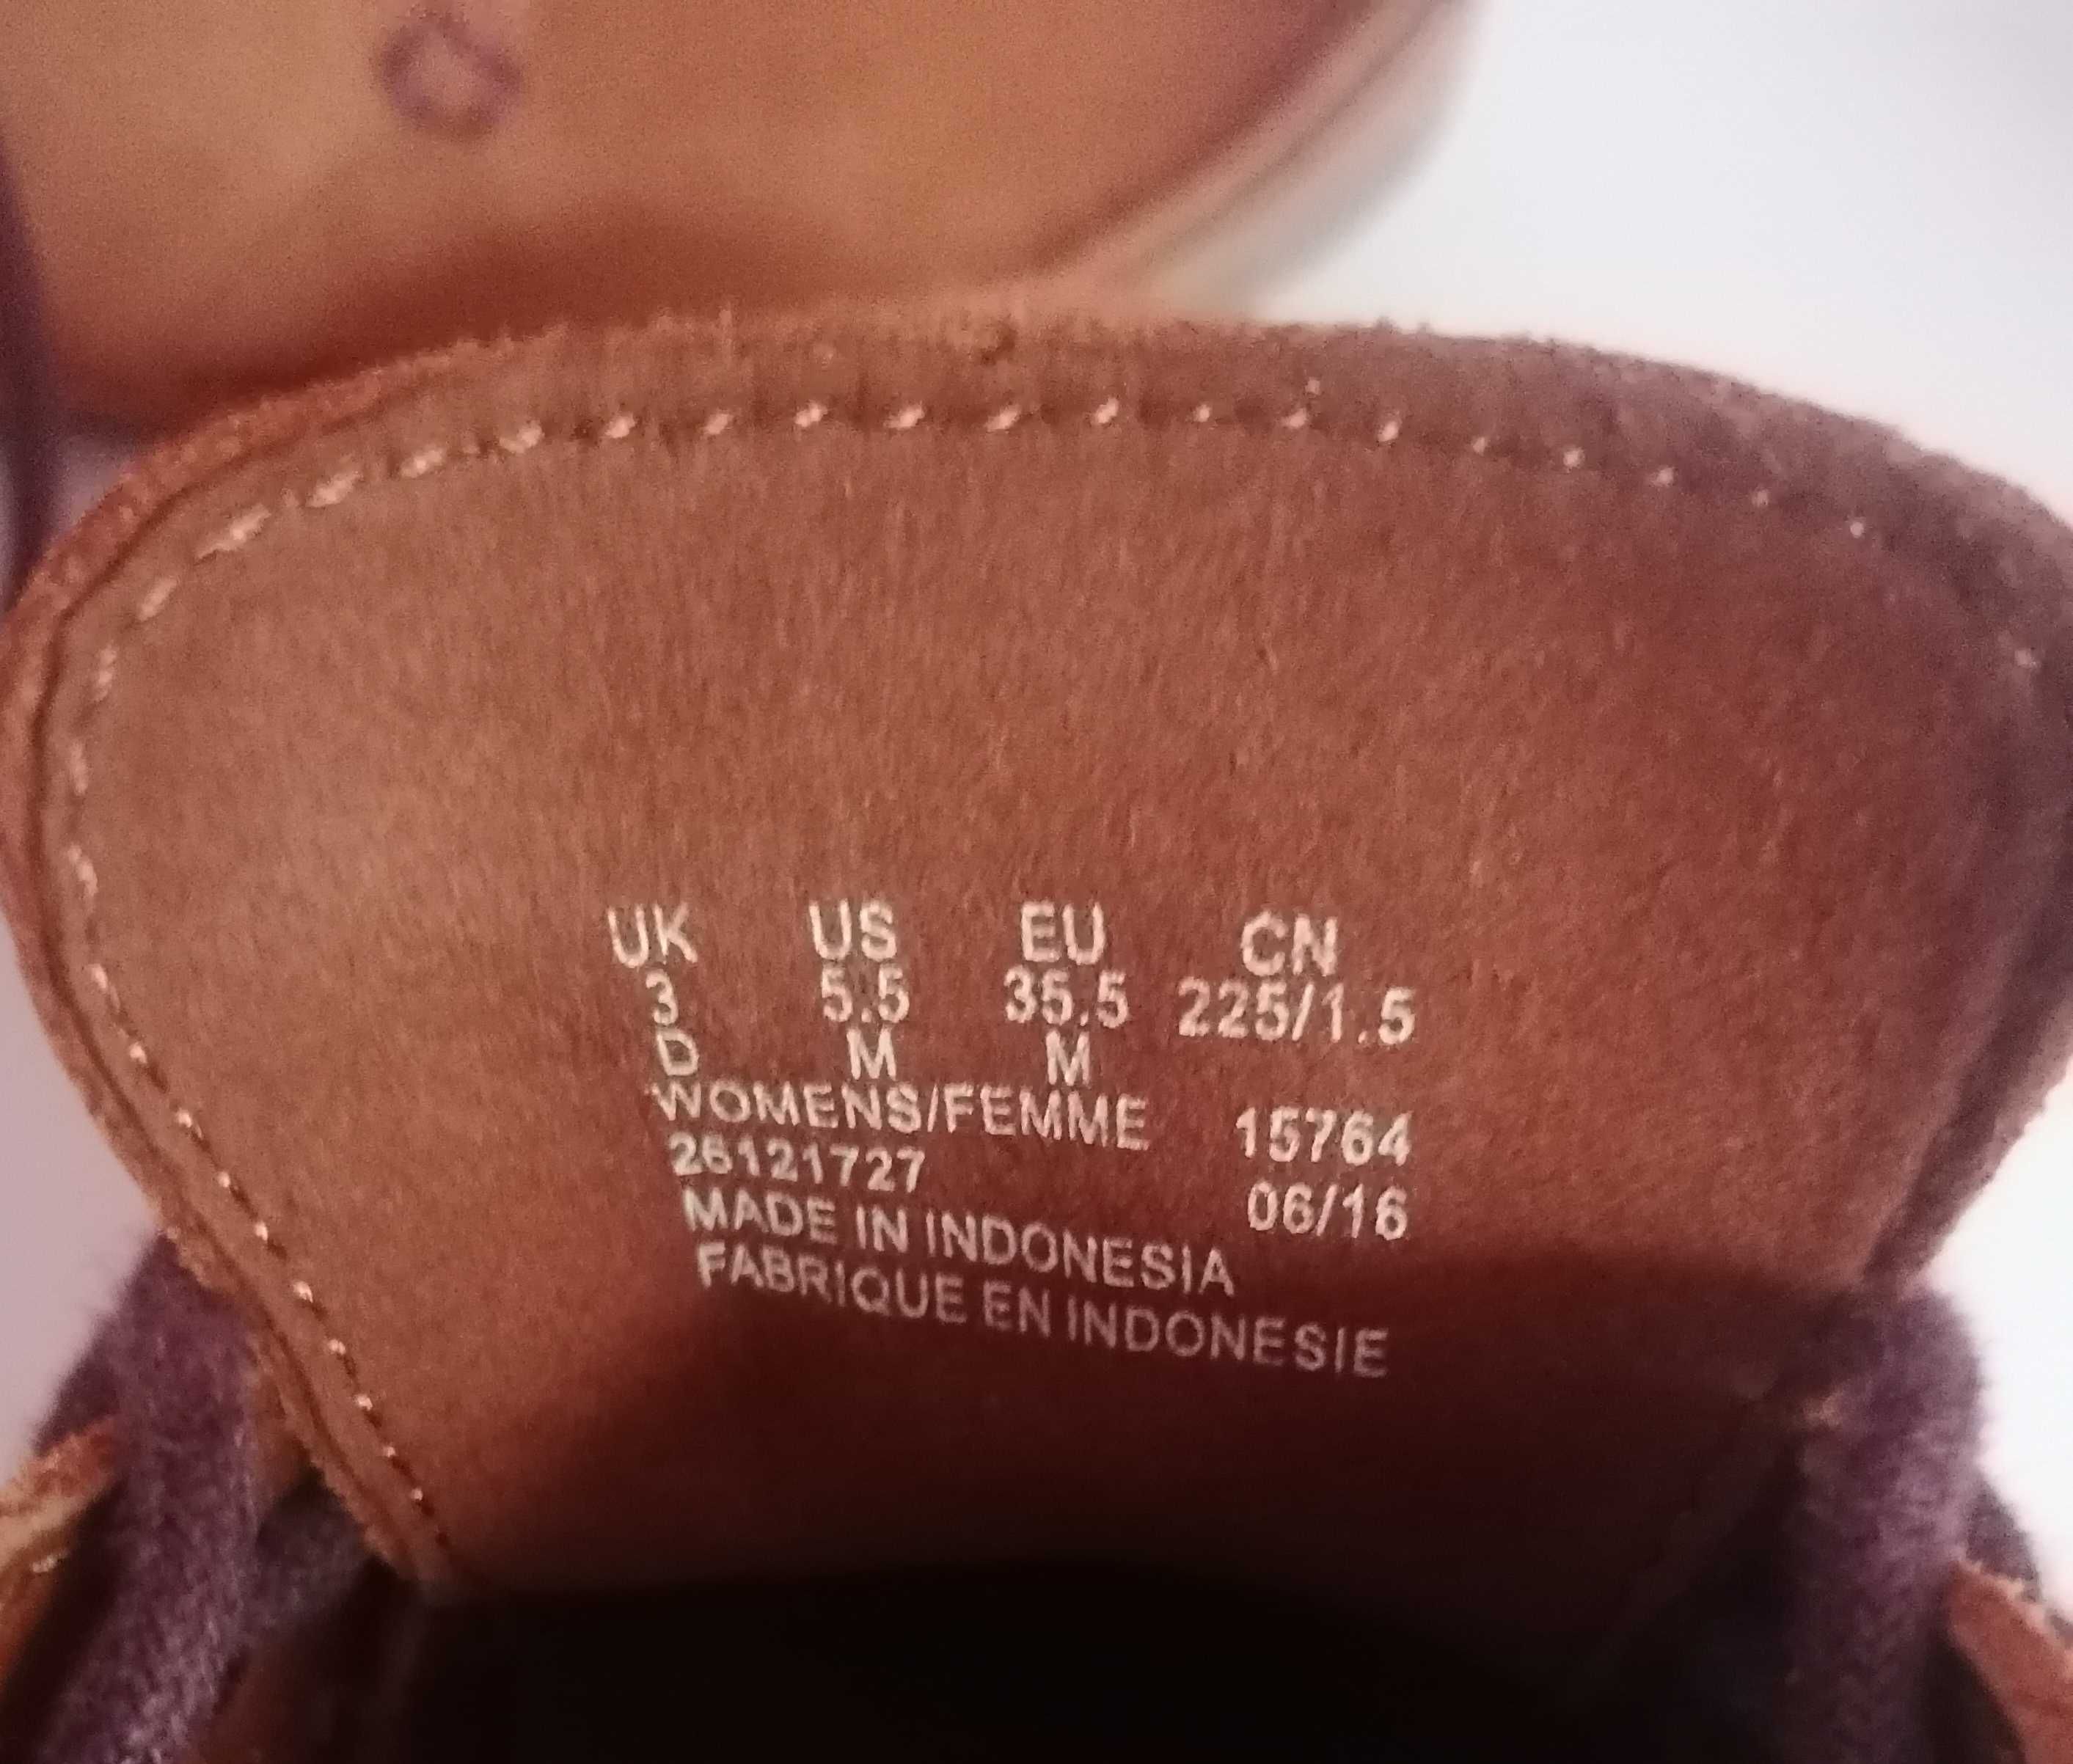 UK US EU CN
3 5.5 35.5 225/1.5
D M M
WOMENS/FEMME 15764
26121727 06/16
MADE IN INDONESIA
FABRIQUE EN INDONESIE